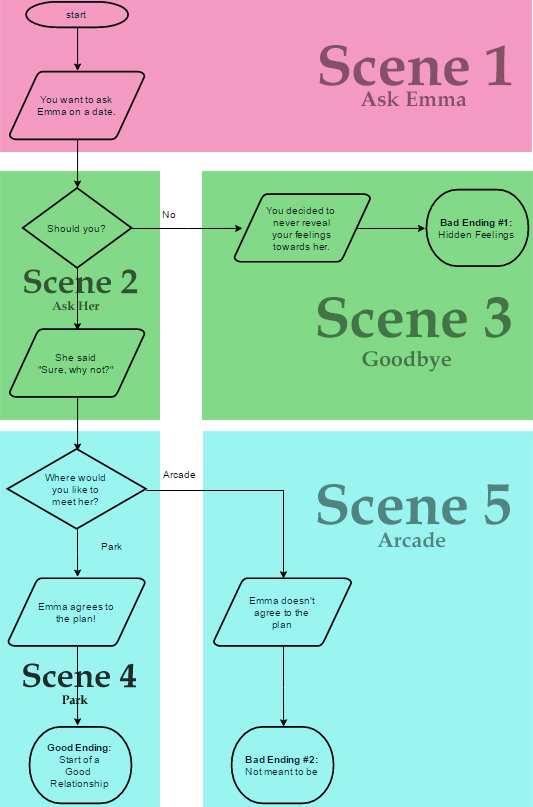 start
Scene 1
Ask Emma
You want to ask
Emma on a date.
Should you?
No
You decided to
never reveal
your feelings
towards her.
Bad Ending #1:
Hidden Feelings
Scene 2
Ask Her
Scene 3
Goodbye
She said
"Sure, why not?"
Where would
you like to
meet her?
Arcade
Scene 5
Arcade
Park
Emma agrees to
the plan!
Emma doesn't
agree to the
plan
Scene 4
Park
Good Ending:
Start of a
Good
Relationship
Bad Ending #2:
Not meant to be